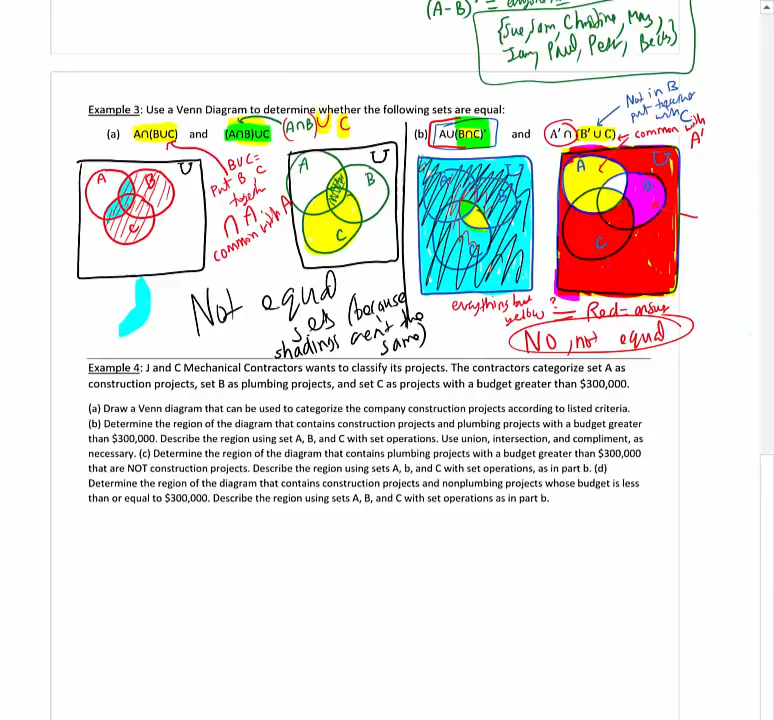 (A-B)' =
{Sue, Sam, Christine, May,
Paul, Peter, Becky}
Example 3: Use a Venn Diagram to determine whether the following sets are equal:
(a) A∩(BUC) and (A∩B)UC (A∩B)U C
(b) AU(B∩C)' and A'∩(B'∪C)
Not in B
put together
with C
common with
A'
BUC=
Put B, C
togeth
∩ A
common with A
U
A
B
C
U
A
B
C
U
A
B
C
Not equal
sets (because
shadings aren't the
same)
everything but
yellow
?
=
Red = answer
No, not equal
Example 4: J and C Mechanical Contractors wants to classify its projects. The contractors categorize set A as
construction projects, set B as plumbing projects, and set C as projects with a budget greater than $300,000.
(a) Draw a Venn diagram that can be used to categorize the company construction projects according to listed criteria.
(b) Determine the region of the diagram that contains construction projects and plumbing projects with a budget greater
than $300,000. Describe the region using set A, B, and C with set operations. Use union, intersection, and compliment, as
necessary. (c) Determine the region of the diagram that contains plumbing projects with a budget greater than $300,000
that are NOT construction projects. Describe the region using sets A, b, and C with set operations, as in part b. (d)
Determine the region of the diagram that contains construction projects and nonplumbing projects whose budget is less
than or equal to $300,000. Describe the region using sets A, B, and C with set operations as in part b.